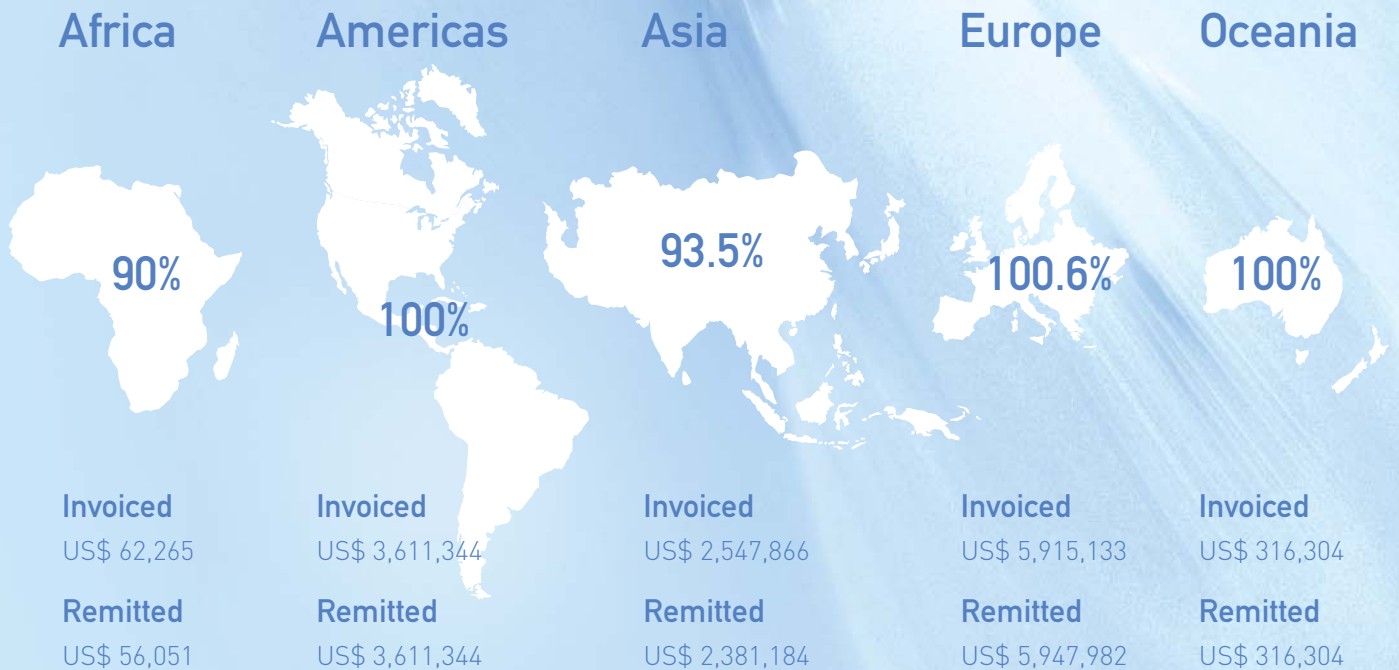 Africa
Americas
Asia
Europe
Oceania
90%
100%
93.5%
100.6%
100%
Invoiced
US$ 62,265
Remitted
US$ 56,051
Invoiced
US$ 3,611,344
Remitted
US$ 3,611,344
Invoiced
US$ 2,547,866
Remitted
US$ 2,381,184
Invoiced
US$ 5,915,133
Remitted
US$ 5,947,982
Invoiced
US$ 316,304
Remitted
US$ 316,304